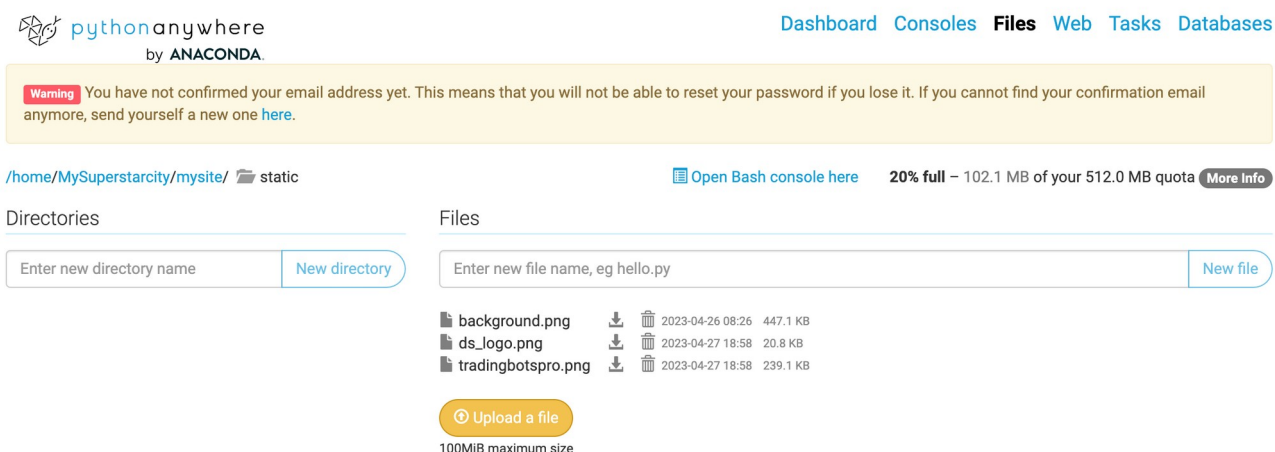 pythonanywhere
by ANACONDA.
Dashboard Consoles Files Web Tasks Databases
Warning You have not confirmed your email address yet. This means that you will not be able to reset your password if you lose it. If you cannot find your confirmation email
anymore, send yourself a new one here.
/home/MySuperstarcity/mysite/ static
Open Bash console here 20% full – 102.1 MB of your 512.0 MB quota More Info
Directories
Enter new directory name New directory
Files
Enter new file name, eg hello.py New file
background.png 2023-04-26 08:26 447.1 KB
ds_logo.png 2023-04-27 18:58 20.8 KB
tradingbotspro.png 2023-04-27 18:58 239.1 KB
Upload a file
100MiB maximum size